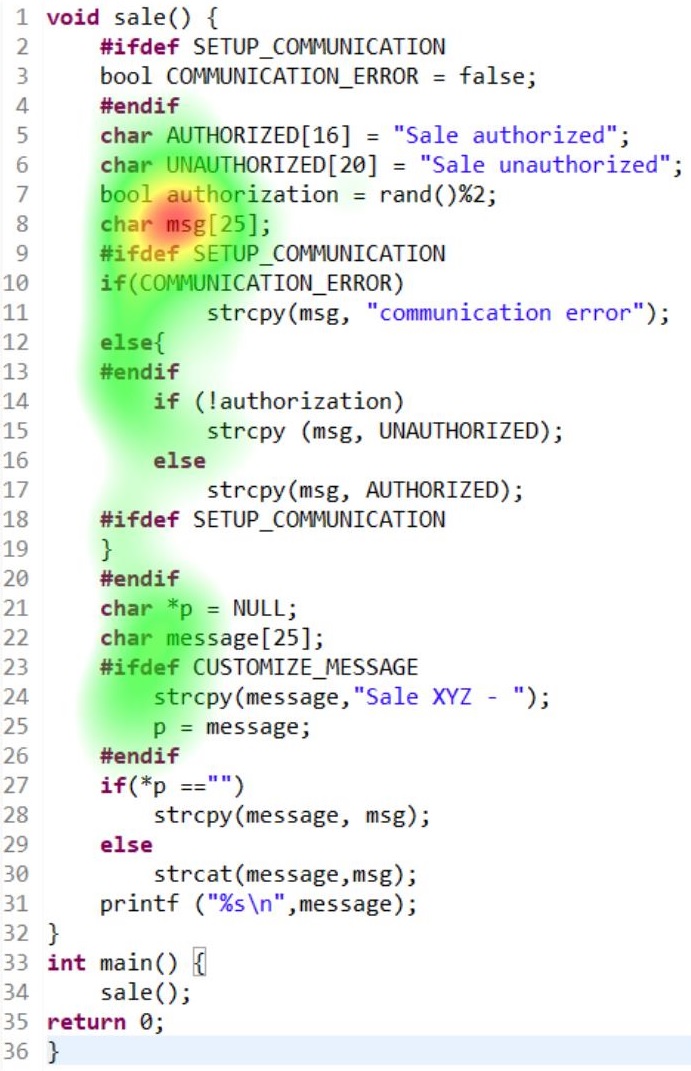 1 void sale() {
2 #ifdef SETUP_COMMUNICATION
3 bool COMMUNICATION_ERROR = false;
4 #endif
5 char AUTHORIZED[16] = "Sale authorized";
6 char UNAUTHORIZED[20] = "Sale unauthorized";
7 bool authorization = rand()%2;
8 char msg[25];
9 #ifdef SETUP_COMMUNICATION
10 if(COMMUNICATION_ERROR)
11 strcpy(msg, "communication error");
12 else{
13 #endif
14 if (!authorization)
15 strcpy (msg, UNAUTHORIZED);
16 else
17 strcpy(msg, AUTHORIZED);
18 #ifdef SETUP_COMMUNICATION
19 }
20 #endif
21 char *p = NULL;
22 char message[25];
23 #ifdef CUSTOMIZE_MESSAGE
24 strcpy(message,"Sale XYZ - ");
25 p = message;
26 #endif
27 if(*p =="")
28 strcpy(message, msg);
29 else
30 strcat(message,msg);
31 printf ("%s\n",message);
32 }
33 int main() {
34 sale();
35 return 0;
36 }